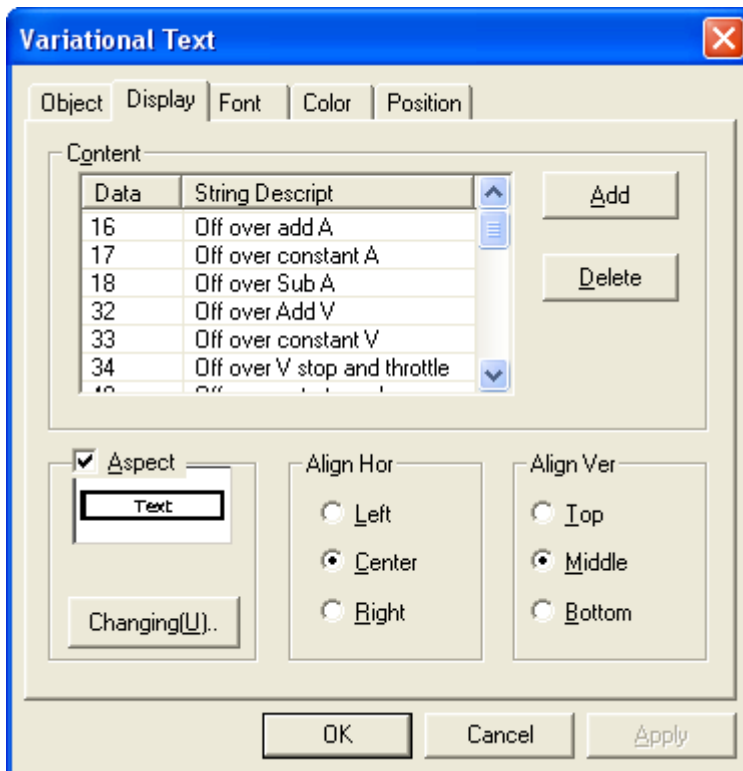 Variational Text
Object Display Font Color Position
Content
Data String Descript
Add
16 Off over add A
17 Off over constant A
18 Off over Sub A
Delete
32 Off over Add V
33 Off over constant V
34 Off over V stop and throttle
Aspect
Text
Changing(U)..
Align Hor
Left
Center
Right
Align Ver
Top
Middle
Bottom
OK Cancel Apply